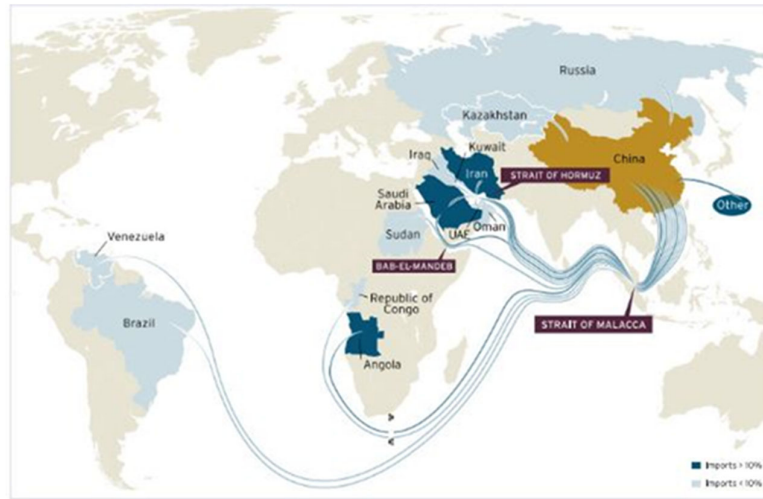 Russia
Kazakhstan
Kuwait
Iraq
Iran
China
STRAIT OF HORMUZ
Saudi
Arabia
Other
Venezuela
Sudan
UAE
Oman
BAB-EL-MANDEB
Republic of
Congo
Brazil
STRAIT OF MALACCA
Angola
Imports > 10%
Imports < 10%